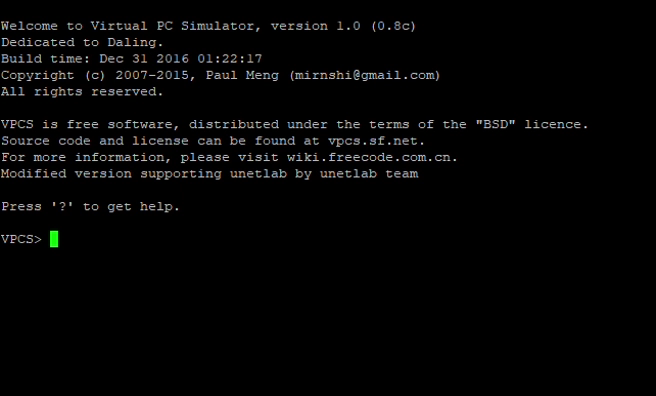 Welcome to Virtual PC Simulator, version 1.0 (0.8c)
Dedicated to Daling.
Build time: Dec 31 2016 01:22:17
Copyright (c) 2007-2015, Paul Meng (mirnshi@gmail.com)
All rights reserved.

VPCS is free software, distributed under the terms of the "BSD" licence.
Source code and license can be found at vpcs.sf.net.
For more information, please visit wiki.freecode.com.cn.
Modified version supporting unetlab by unetlab team

Press '?' to get help.

VPCS>